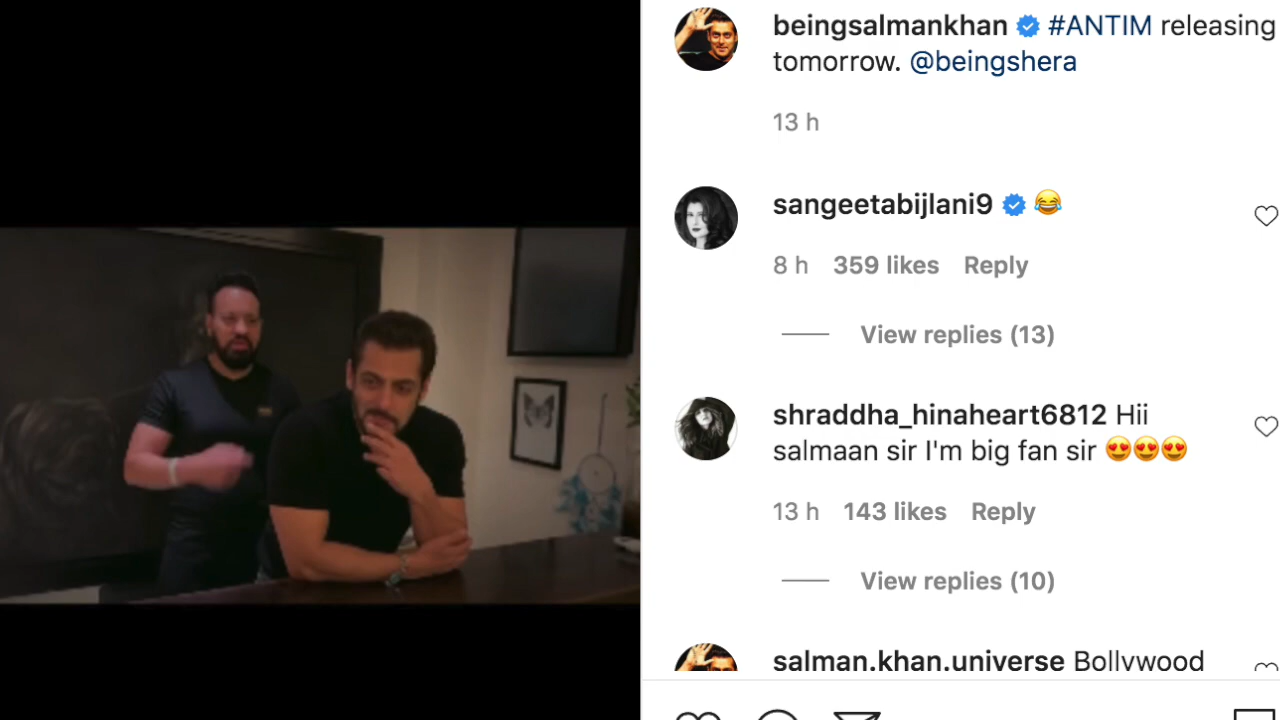 beingsalmankhan #ANTIM releasing
tomorrow. @beingshera
13 h
sangeetabijlani9 😂
8 h 359 likes Reply
View replies (13)
shraddha_hinaheart6812 Hii
salmaan sir I'm big fan sir 😍😍😍
13 h 143 likes Reply
View replies (10)
salman.khan.universe Bollywood